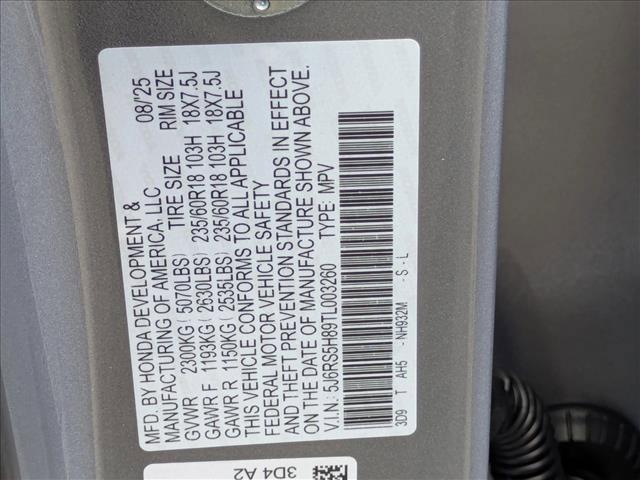 MFD. BY HONDA DEVELOPMENT & 08/'25
MANUFACTURING OF AMERICA, LLC TIRE SIZE RIM SIZE
GVWR 2300KG (5070LBS)
GAWR F 1193KG (2630LBS) 235/60R18 103H 18X7.5J
GAWR R 1150KG (2535LBS) 235/60R18 103H 18X7.5J
THIS VEHICLE CONFORMS TO ALL APPLICABLE
FEDERAL MOTOR VEHICLE SAFETY
AND THEFT PREVENTION STANDARDS IN EFFECT
ON THE DATE OF MANUFACTURE SHOWN ABOVE.
V.I.N: 5J6RS5H89TL003260 TYPE: MPV
3D9 T AH5 -NH932M -S -L
3D4 A2